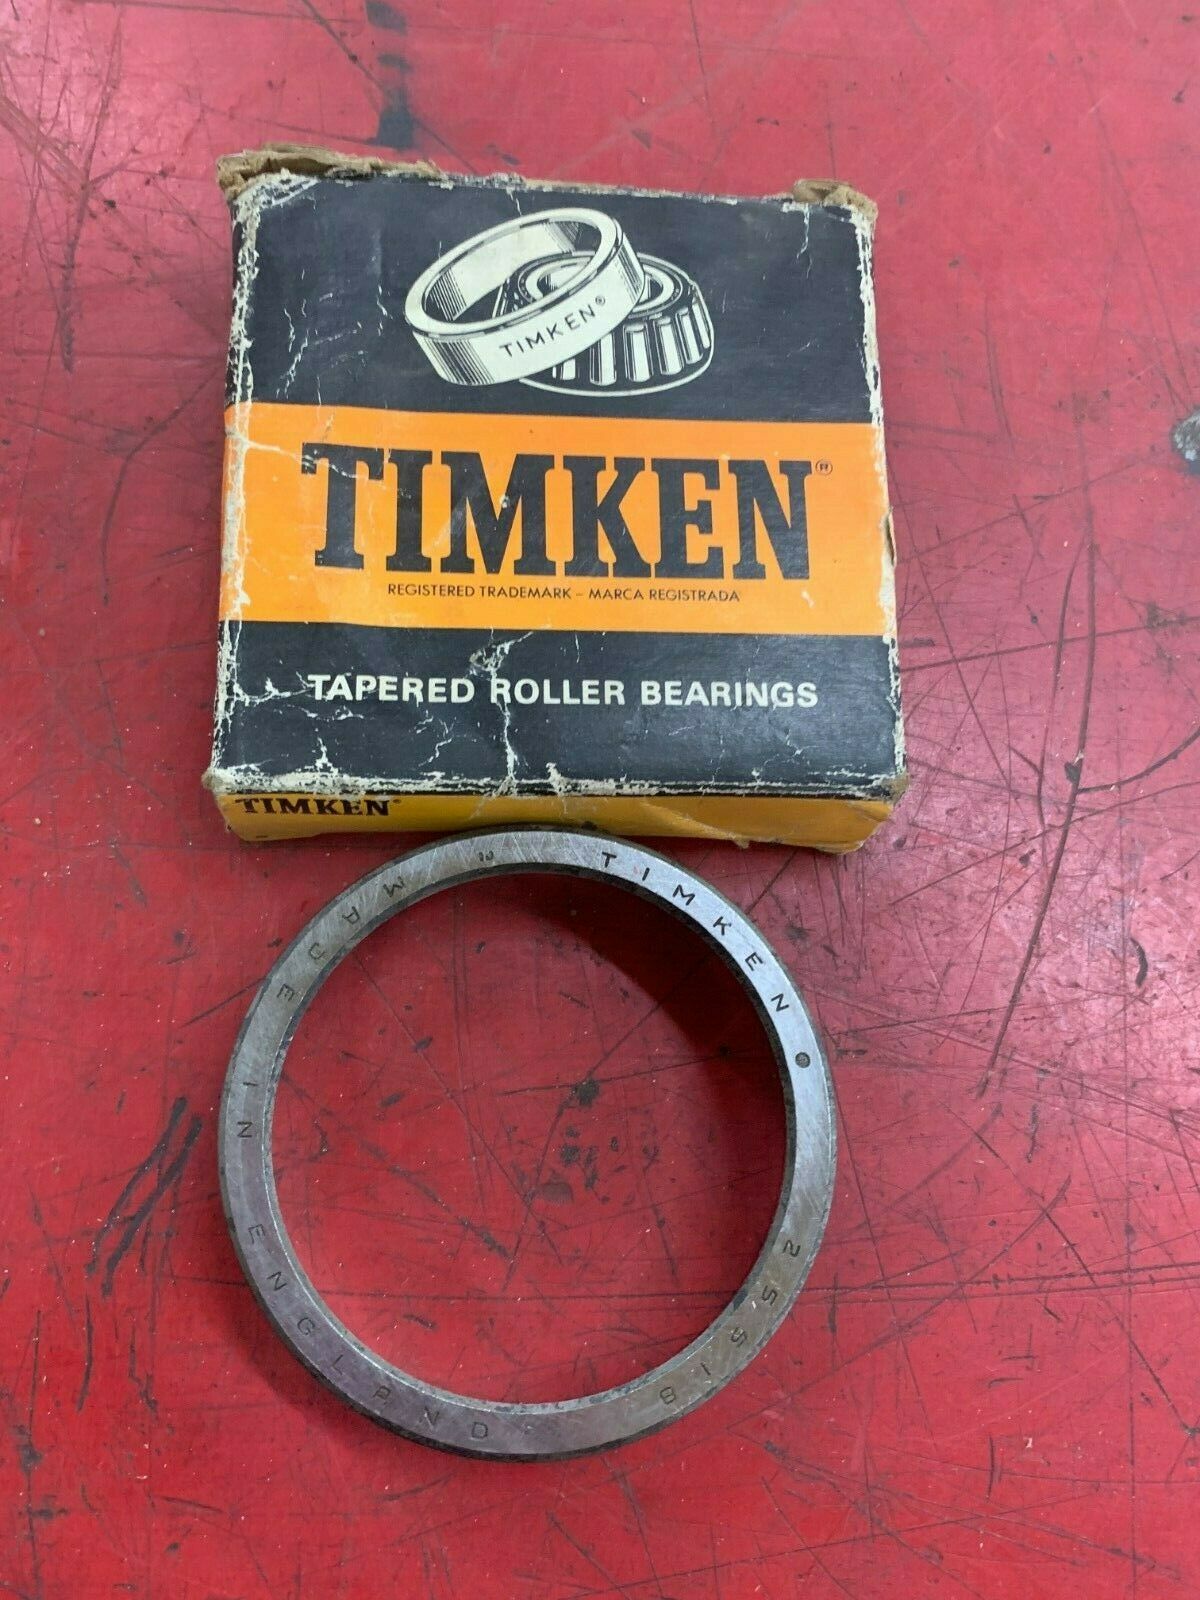 TIMKEN®
TIMKEN®
REGISTERED TRADEMARK – MARCA REGISTRADA
TAPERED ROLLER BEARINGS
TIMKEN®
TIMKEN ® 25518 MADE IN ENGLAND